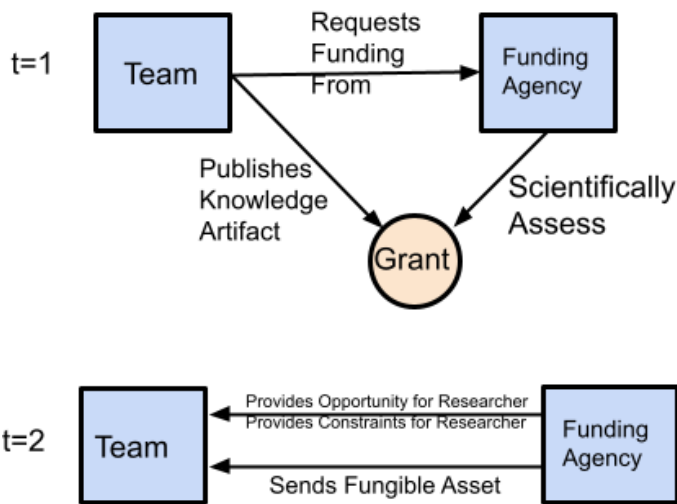 t=1
Team
Requests
Funding
From
Funding
Agency
Publishes
Knowledge
Artifact
Scientifically
Assess
Grant
t=2
Team
Provides Opportunity for Researcher
Provides Constraints for Researcher
Sends Fungible Asset
Funding
Agency